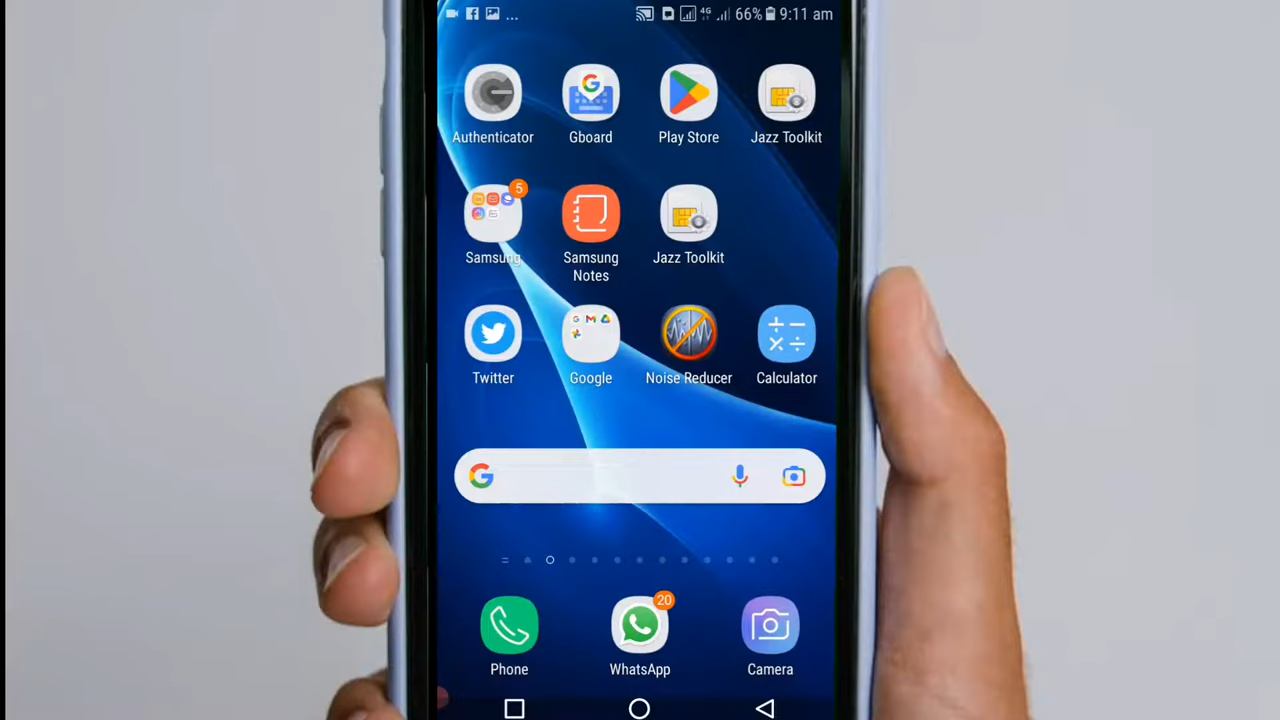 ... 4G 66% 9:11 am
Authenticator Gboard Play Store Jazz Toolkit
5
Samsung Samsung Notes Jazz Toolkit
Twitter Google Noise Reducer Calculator
20
Phone WhatsApp Camera